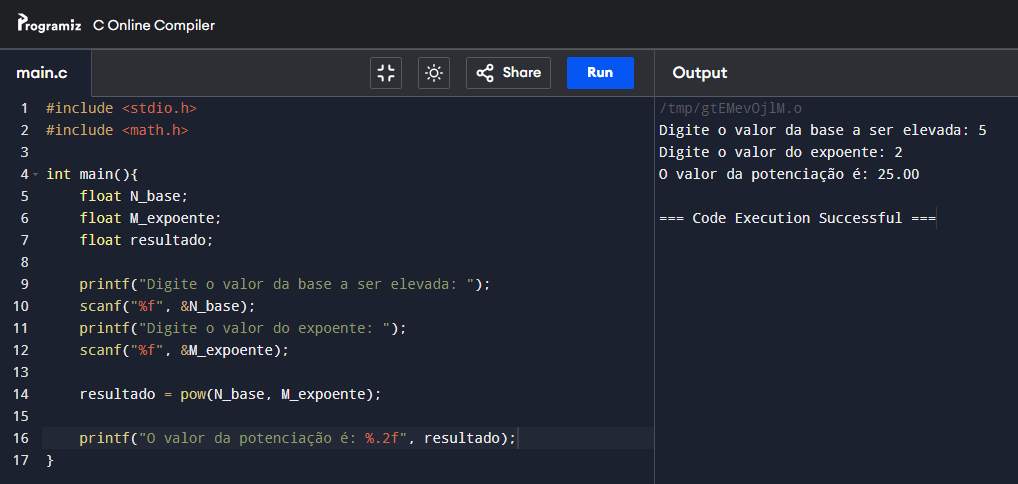 Programiz C Online Compiler
main.c
Share
Run
Output
1 #include <stdio.h>
2 #include <math.h>
3
4 int main(){
5 float N_base;
6 float M_expoente;
7 float resultado;
8
9 printf("Digite o valor da base a ser elevada: ");
10 scanf("%f", &N_base);
11 printf("Digite o valor do expoente: ");
12 scanf("%f", &M_expoente);
13
14 resultado = pow(N_base, M_expoente);
15
16 printf("O valor da potenciação é: %.2f", resultado);
17 }
/tmp/gtEMevOjlM.o
Digite o valor da base a ser elevada: 5
Digite o valor do expoente: 2
O valor da potenciação é: 25.00
=== Code Execution Successful ===